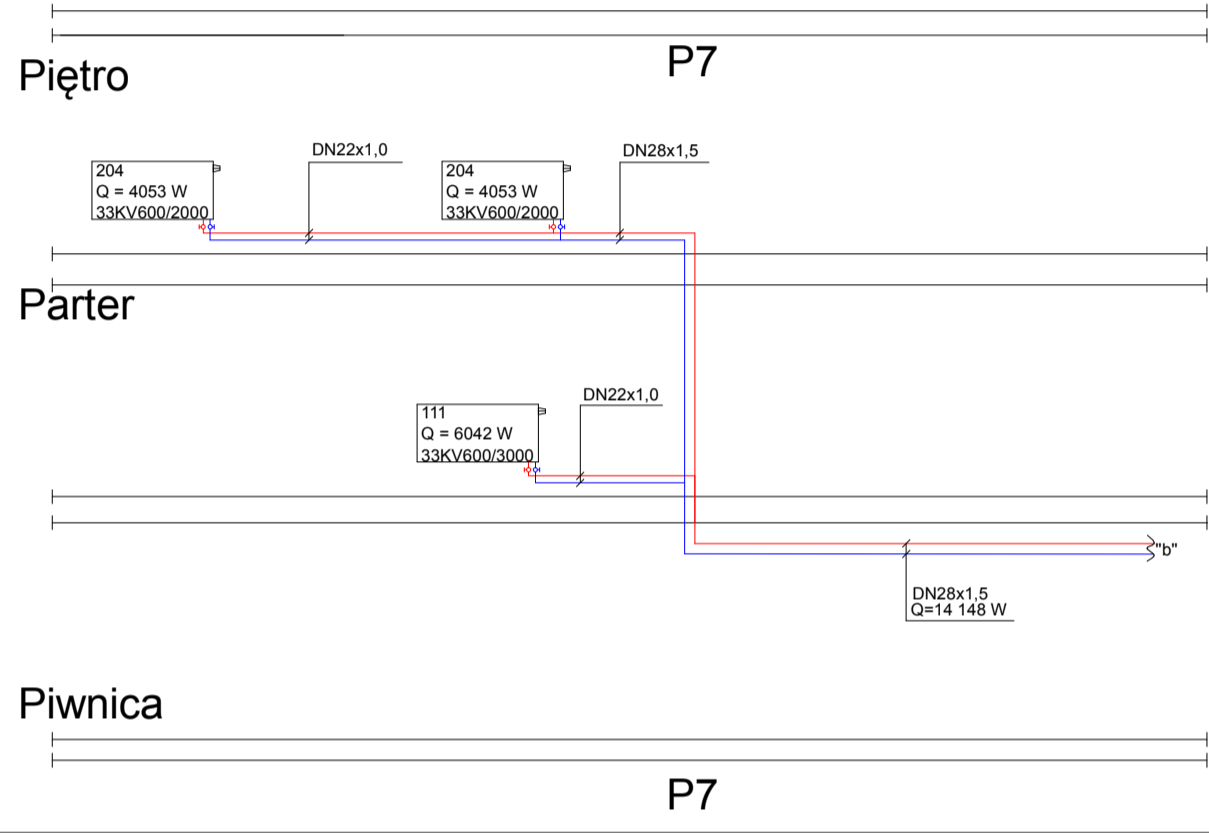 P7
Piętro
DN22x1,0
DN28x1,5
204
Q = 4053 W
33KV600/2000
204
Q = 4053 W
33KV600/2000
Parter
DN22x1,0
111
Q = 6042 W
33KV600/3000
"b"
DN28x1,5
Q=14 148 W
Piwnica
P7